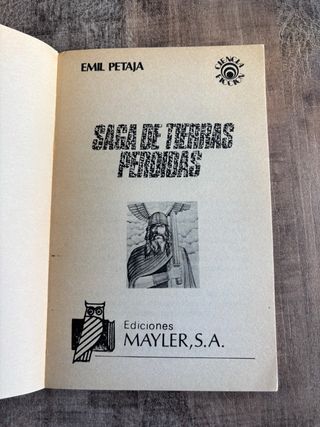 EMIL PETAJA
CIENCIA
FICCION
SAGA DE TIERRAS
PERDIDAS
Ediciones
MAYLER, S.A.